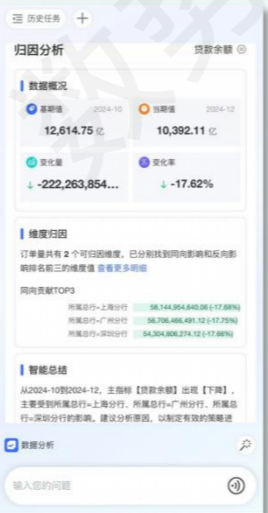 历史任务
归因分析
贷款余额
数据概况
基期值 2024-10
12,614.75 亿
当期值 2024-12
10,392.11 亿
变化量
↓ -222,263,854...
变化率
↓ -17.62%
维度归因
订单量共有 2 个可归因维度，已分别找到同向影响和反向影
响排名前三的维度值 查看更多明细
同向贡献TOP3
所属总行=上海分行 58,144,954,640.06 (-17.68%)
所属总行=广州分行 56,706,466,491.12 (-17.75%)
所属总行=深圳分行 54,304,806,274.12 (-17.66%)
智能总结
从2024-10到2024-12，主指标【贷款余额】出现【下降】，
主要受到所属总行=上海分行、所属总行=广州分行、所属总
行=深圳分行的影响。建议分析原因，以制定有效的策略进
数据分析
输入您的问题